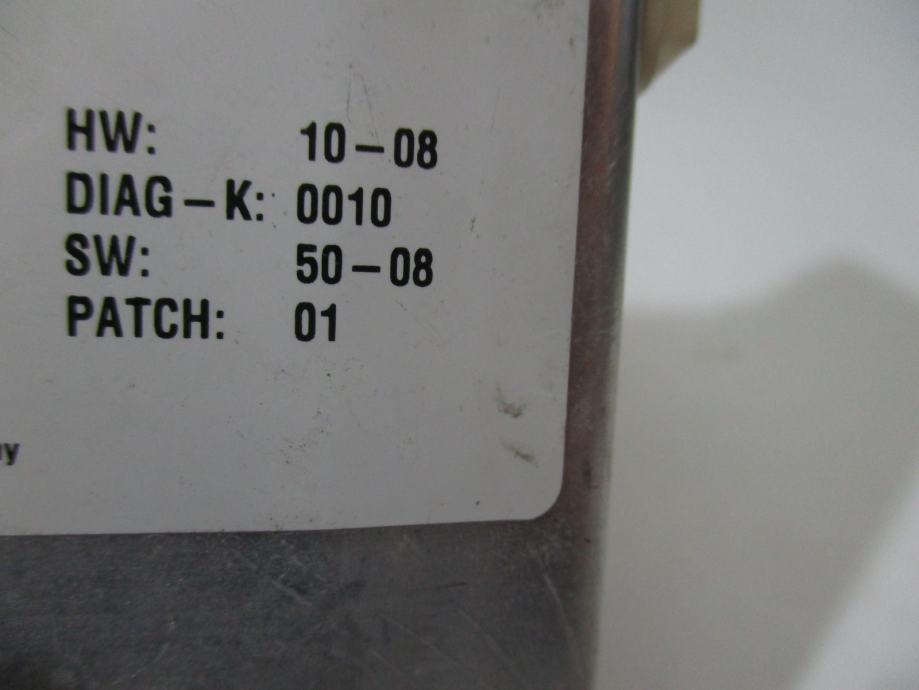 HW: 10-08
DIAG-K: 0010
SW: 50-08
PATCH: 01